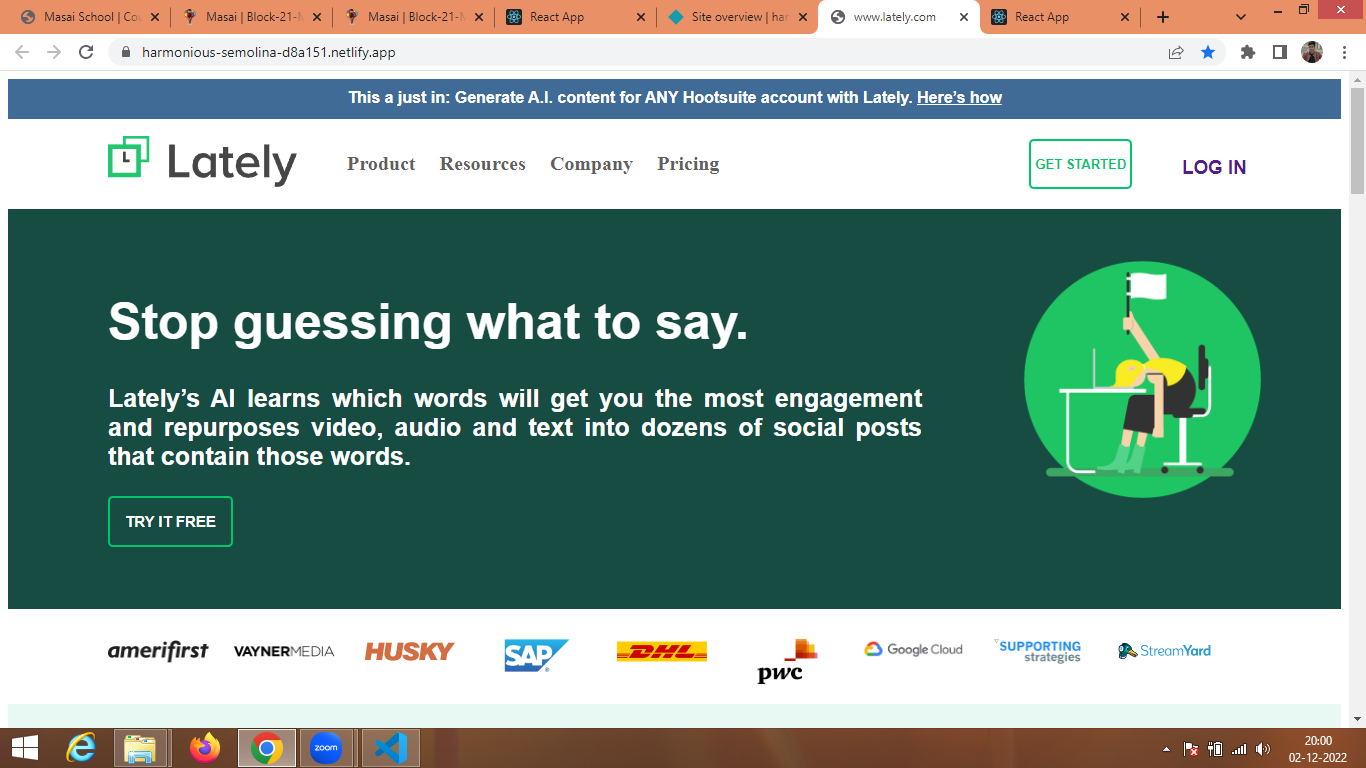 Masai School | Cou
Masai | Block-21-M
Masai | Block-21-M
React App
Site overview | har
www.lately.com
React App
harmonious-semolina-d8a151.netlify.app
This a just in: Generate A.I. content for ANY Hootsuite account with Lately. Here's how
Lately Product Resources Company Pricing GET STARTED LOG IN
Stop guessing what to say.
Lately's AI learns which words will get you the most engagement
and repurposes video, audio and text into dozens of social posts
that contain those words.
TRY IT FREE
amerifirst VAYNERMEDIA HUSKY SAP DHL pwc Google Cloud SUPPORTING strategies StreamYard
zoom
20:00
02-12-2022